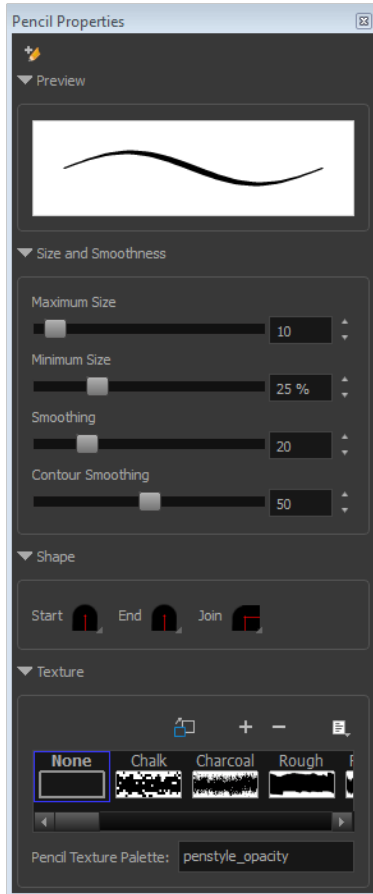 Pencil Properties
Preview
Size and Smoothness
Maximum Size
10
Minimum Size
25 %
Smoothing
20
Contour Smoothing
50
Shape
Start End Join
Texture
None Chalk Charcoal Rough
Pencil Texture Palette: penstyle_opacity